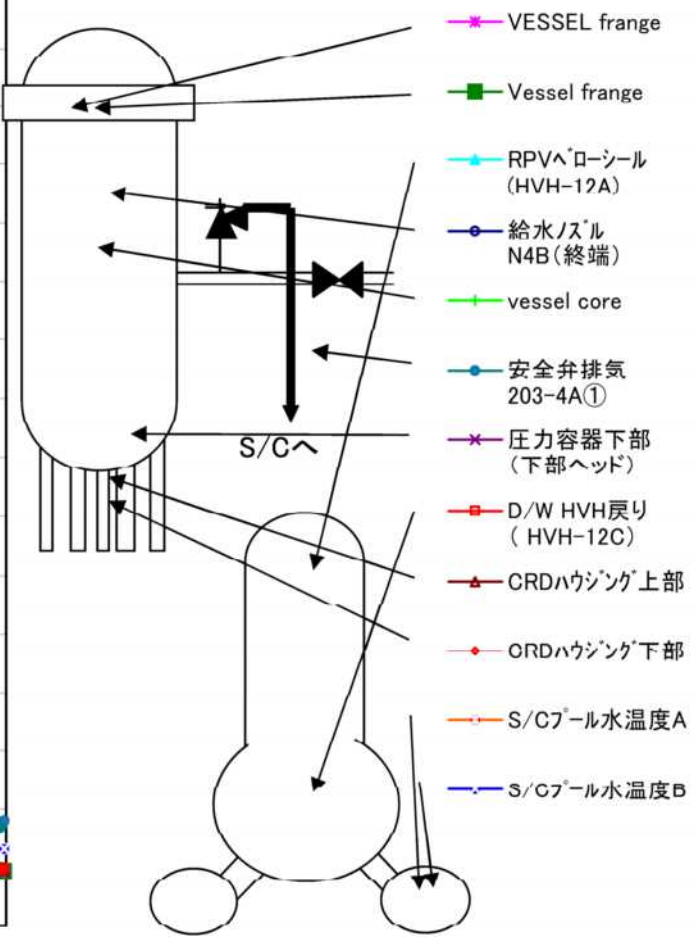 VESSEL frange
Vessel frange
RPVベローシール
(HVH-12A)
給水ノズル
N4B(終端)
vessel core
安全弁排気
203-4A①
圧力容器下部
(下部ヘッド)
D/W HVH戻り
( HVH-12C)
CRDハウジング上部
CRDハウジング下部
S/Cプール水温度A
S/Cプール水温度B
S/Cへ